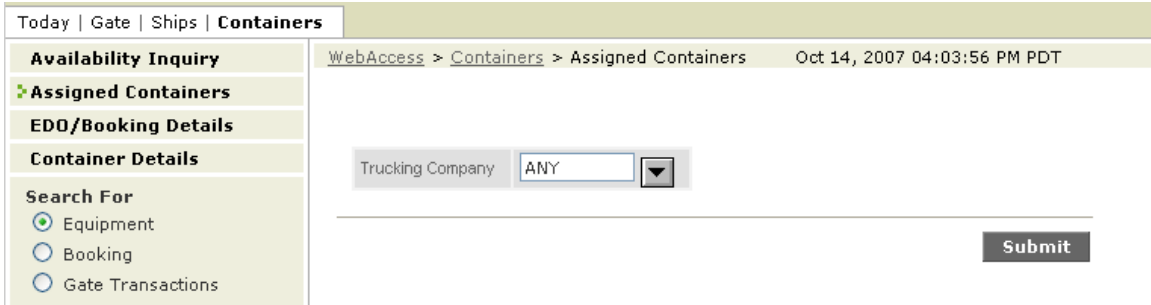 Today | Gate | Ships | Containers
Availability Inquiry
Assigned Containers
EDO/Booking Details
Container Details
Search For
Equipment
Booking
Gate Transactions
WebAccess > Containers > Assigned Containers Oct 14, 2007 04:03:56 PM PDT
Trucking Company ANY
Submit